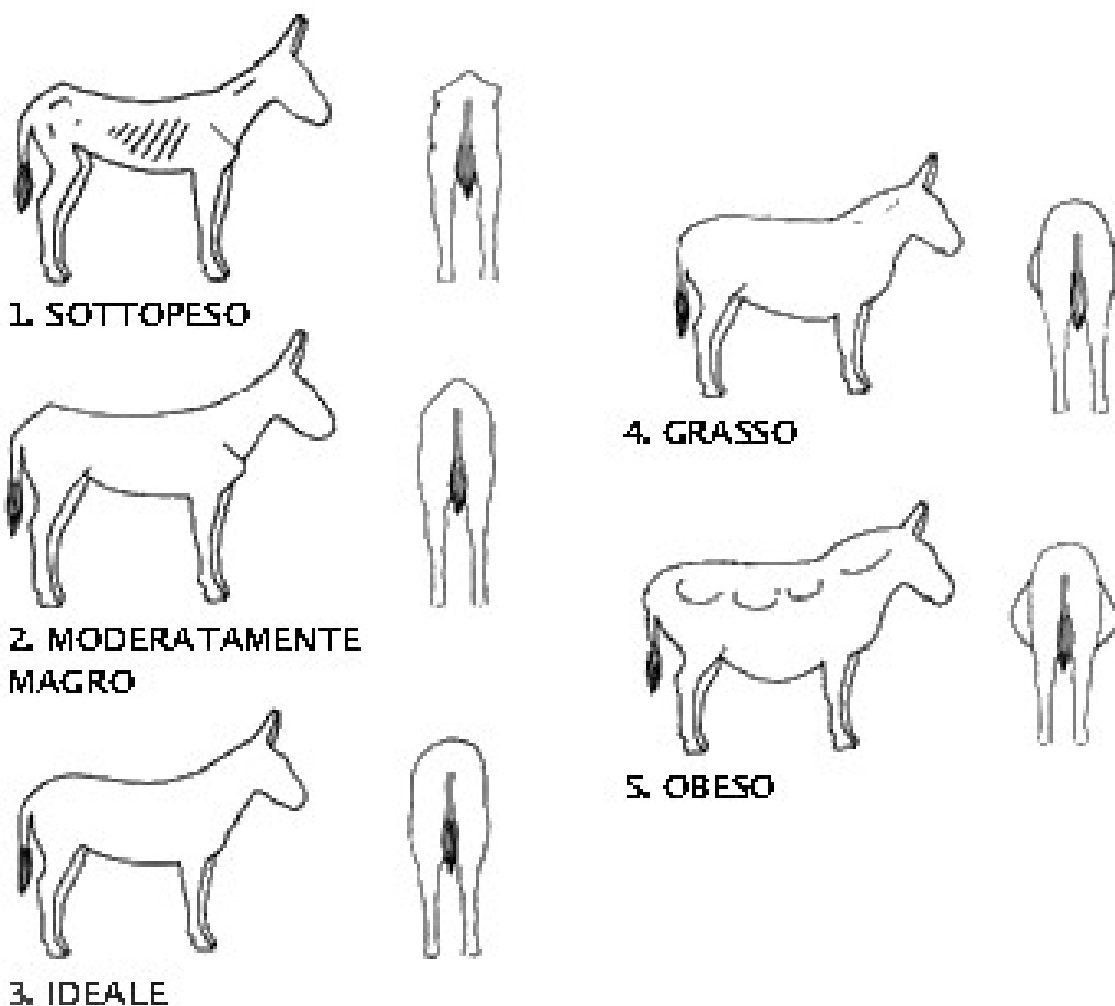 1. SOTTOPESO
2. MODERATAMENTE
MAGRO
3. IDEALE
4. GRASSO
5. OBESO